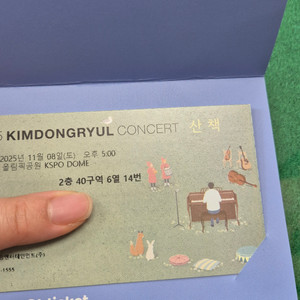 5 KIMDONGRYUL CONCERT 산책
2025년 11월 08일(토) 오후 5:00
올림픽공원 KSPO DOME
2층 40구역 6열 14번
ticket